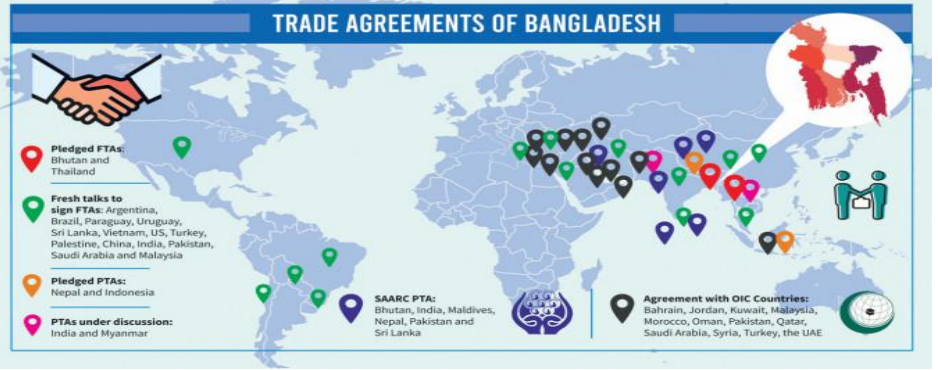 TRADE AGREEMENTS OF BANGLADESH
Pledged FTAs:
Bhutan and
Thailand
Fresh talks to
sign FTAs: Argentina,
Brazil, Paraguay, Uruguay,
Sri Lanka, Vietnam, US, Turkey,
Palestine, China, India, Pakistan,
Saudi Arabia and Malaysia
Pledged PTAs:
Nepal and Indonesia
PTAs under discussion:
India and Myanmar
SAARC PTA:
Bhutan, India, Maldives,
Nepal, Pakistan and
Sri Lanka
Agreement with OIC Countries:
Bahrain, Jordan, Kuwait, Malaysia,
Morocco, Oman, Pakistan, Qatar,
Saudi Arabia, Syria, Turkey, the UAE